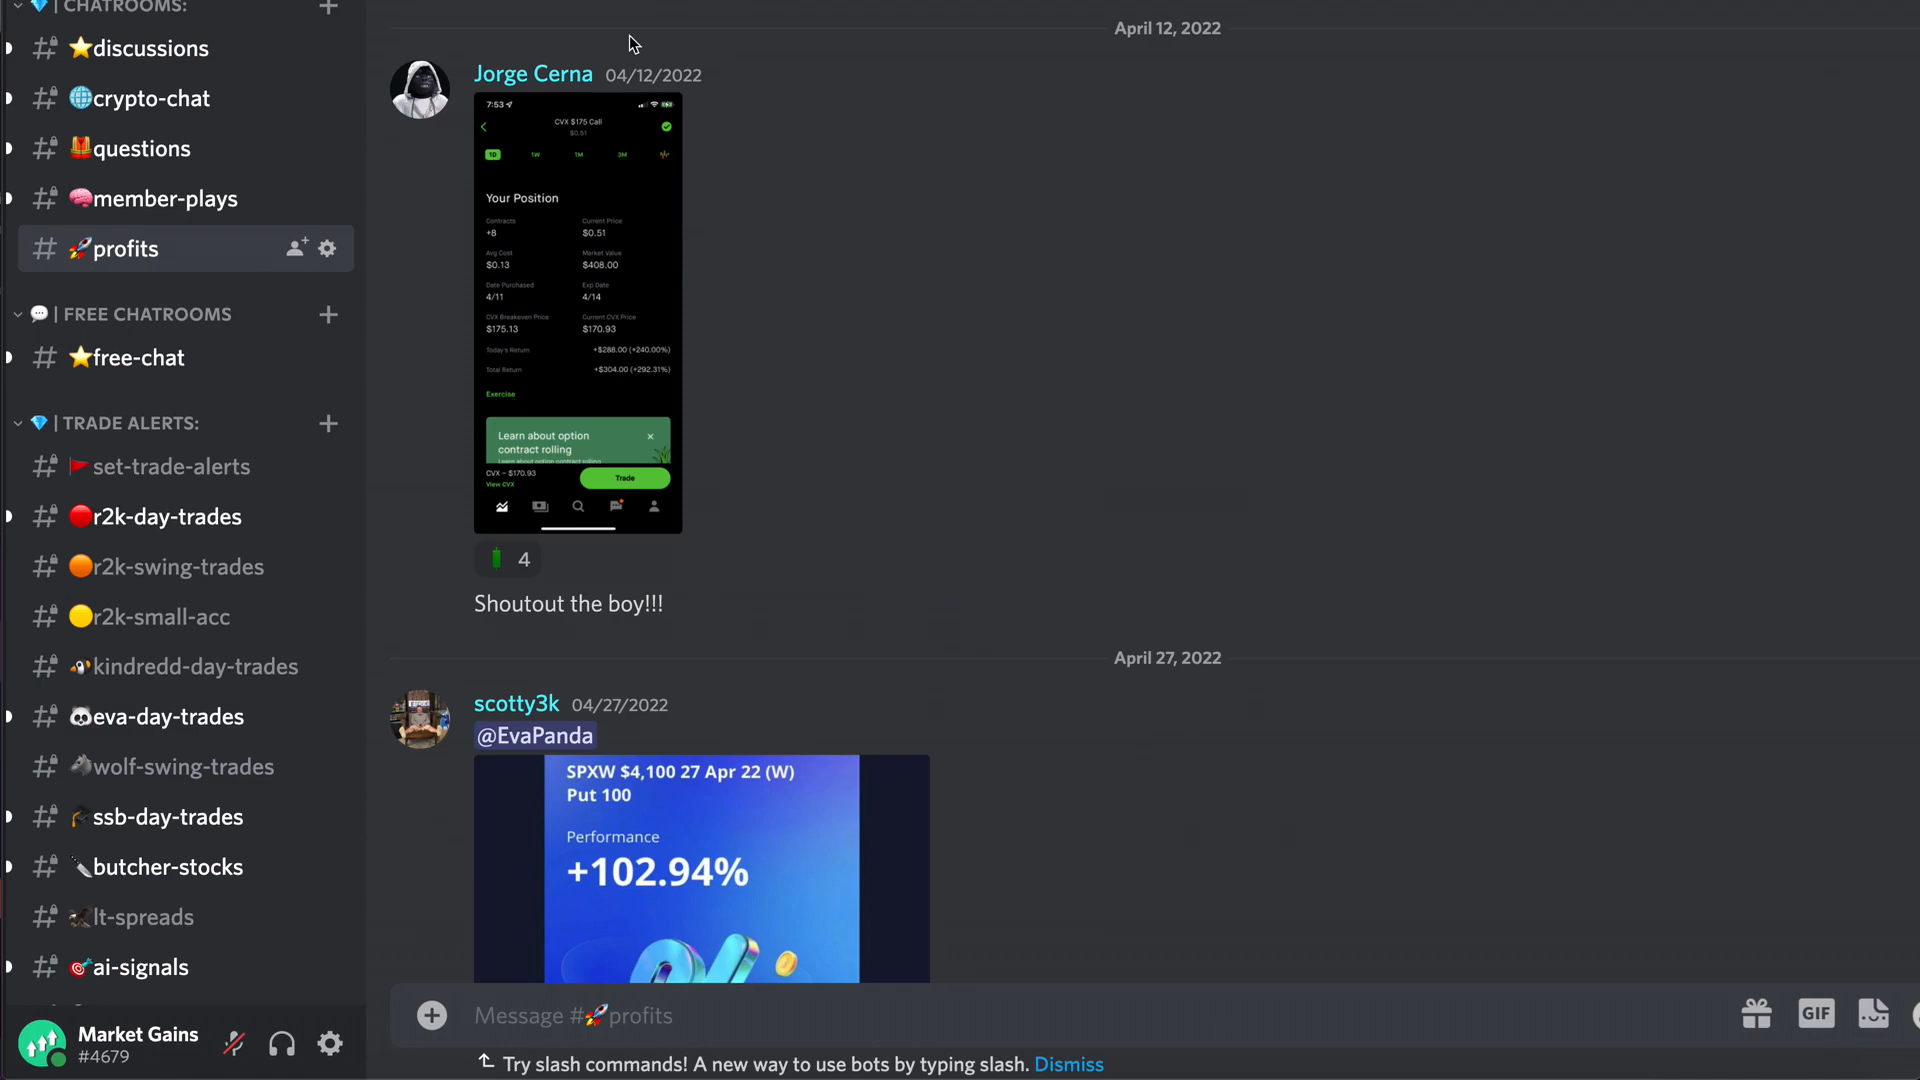 CHATROOMS:
discussions
crypto-chat
questions
member-plays
profits
FREE CHATROOMS
free-chat
TRADE ALERTS:
set-trade-alerts
r2k-day-trades
r2k-swing-trades
r2k-small-acc
kindredd-day-trades
eva-day-trades
wolf-swing-trades
ssb-day-trades
butcher-stocks
lt-spreads
ai-signals
Market Gains
#4679
April 12, 2022
Jorge Cerna 04/12/2022
7:53
CVX $175 Call
$0.51
1D 1W 1M 3M
Your Position
Contracts Current Price
+8 $0.51
Avg Cost Market Value
$0.13 $408.00
Date Purchased Exp Date
4/11 4/14
CVX Breakeven Price Current CVX Price
$175.13 $170.93
Today's Return +$288.00 (+240.00%)
Total Return +$304.00 (+292.31%)
Exercise
Learn about option
contract rolling
Learn about option contract rolling
CVX – $170.93
View CVX
Trade
4
Shoutout the boy!!!
April 27, 2022
scotty3k 04/27/2022
@EvaPanda
SPXW $4,100 27 Apr 22 (W)
Put 100
Performance
+102.94%
Message #profits
GIF
Try slash commands! A new way to use bots by typing slash. Dismiss